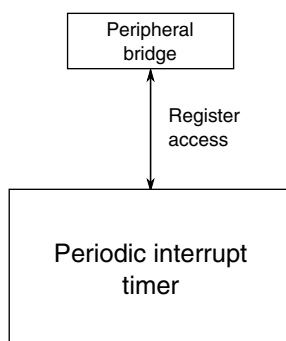 Peripheral
bridge
Register
access
Periodic interrupt
timer